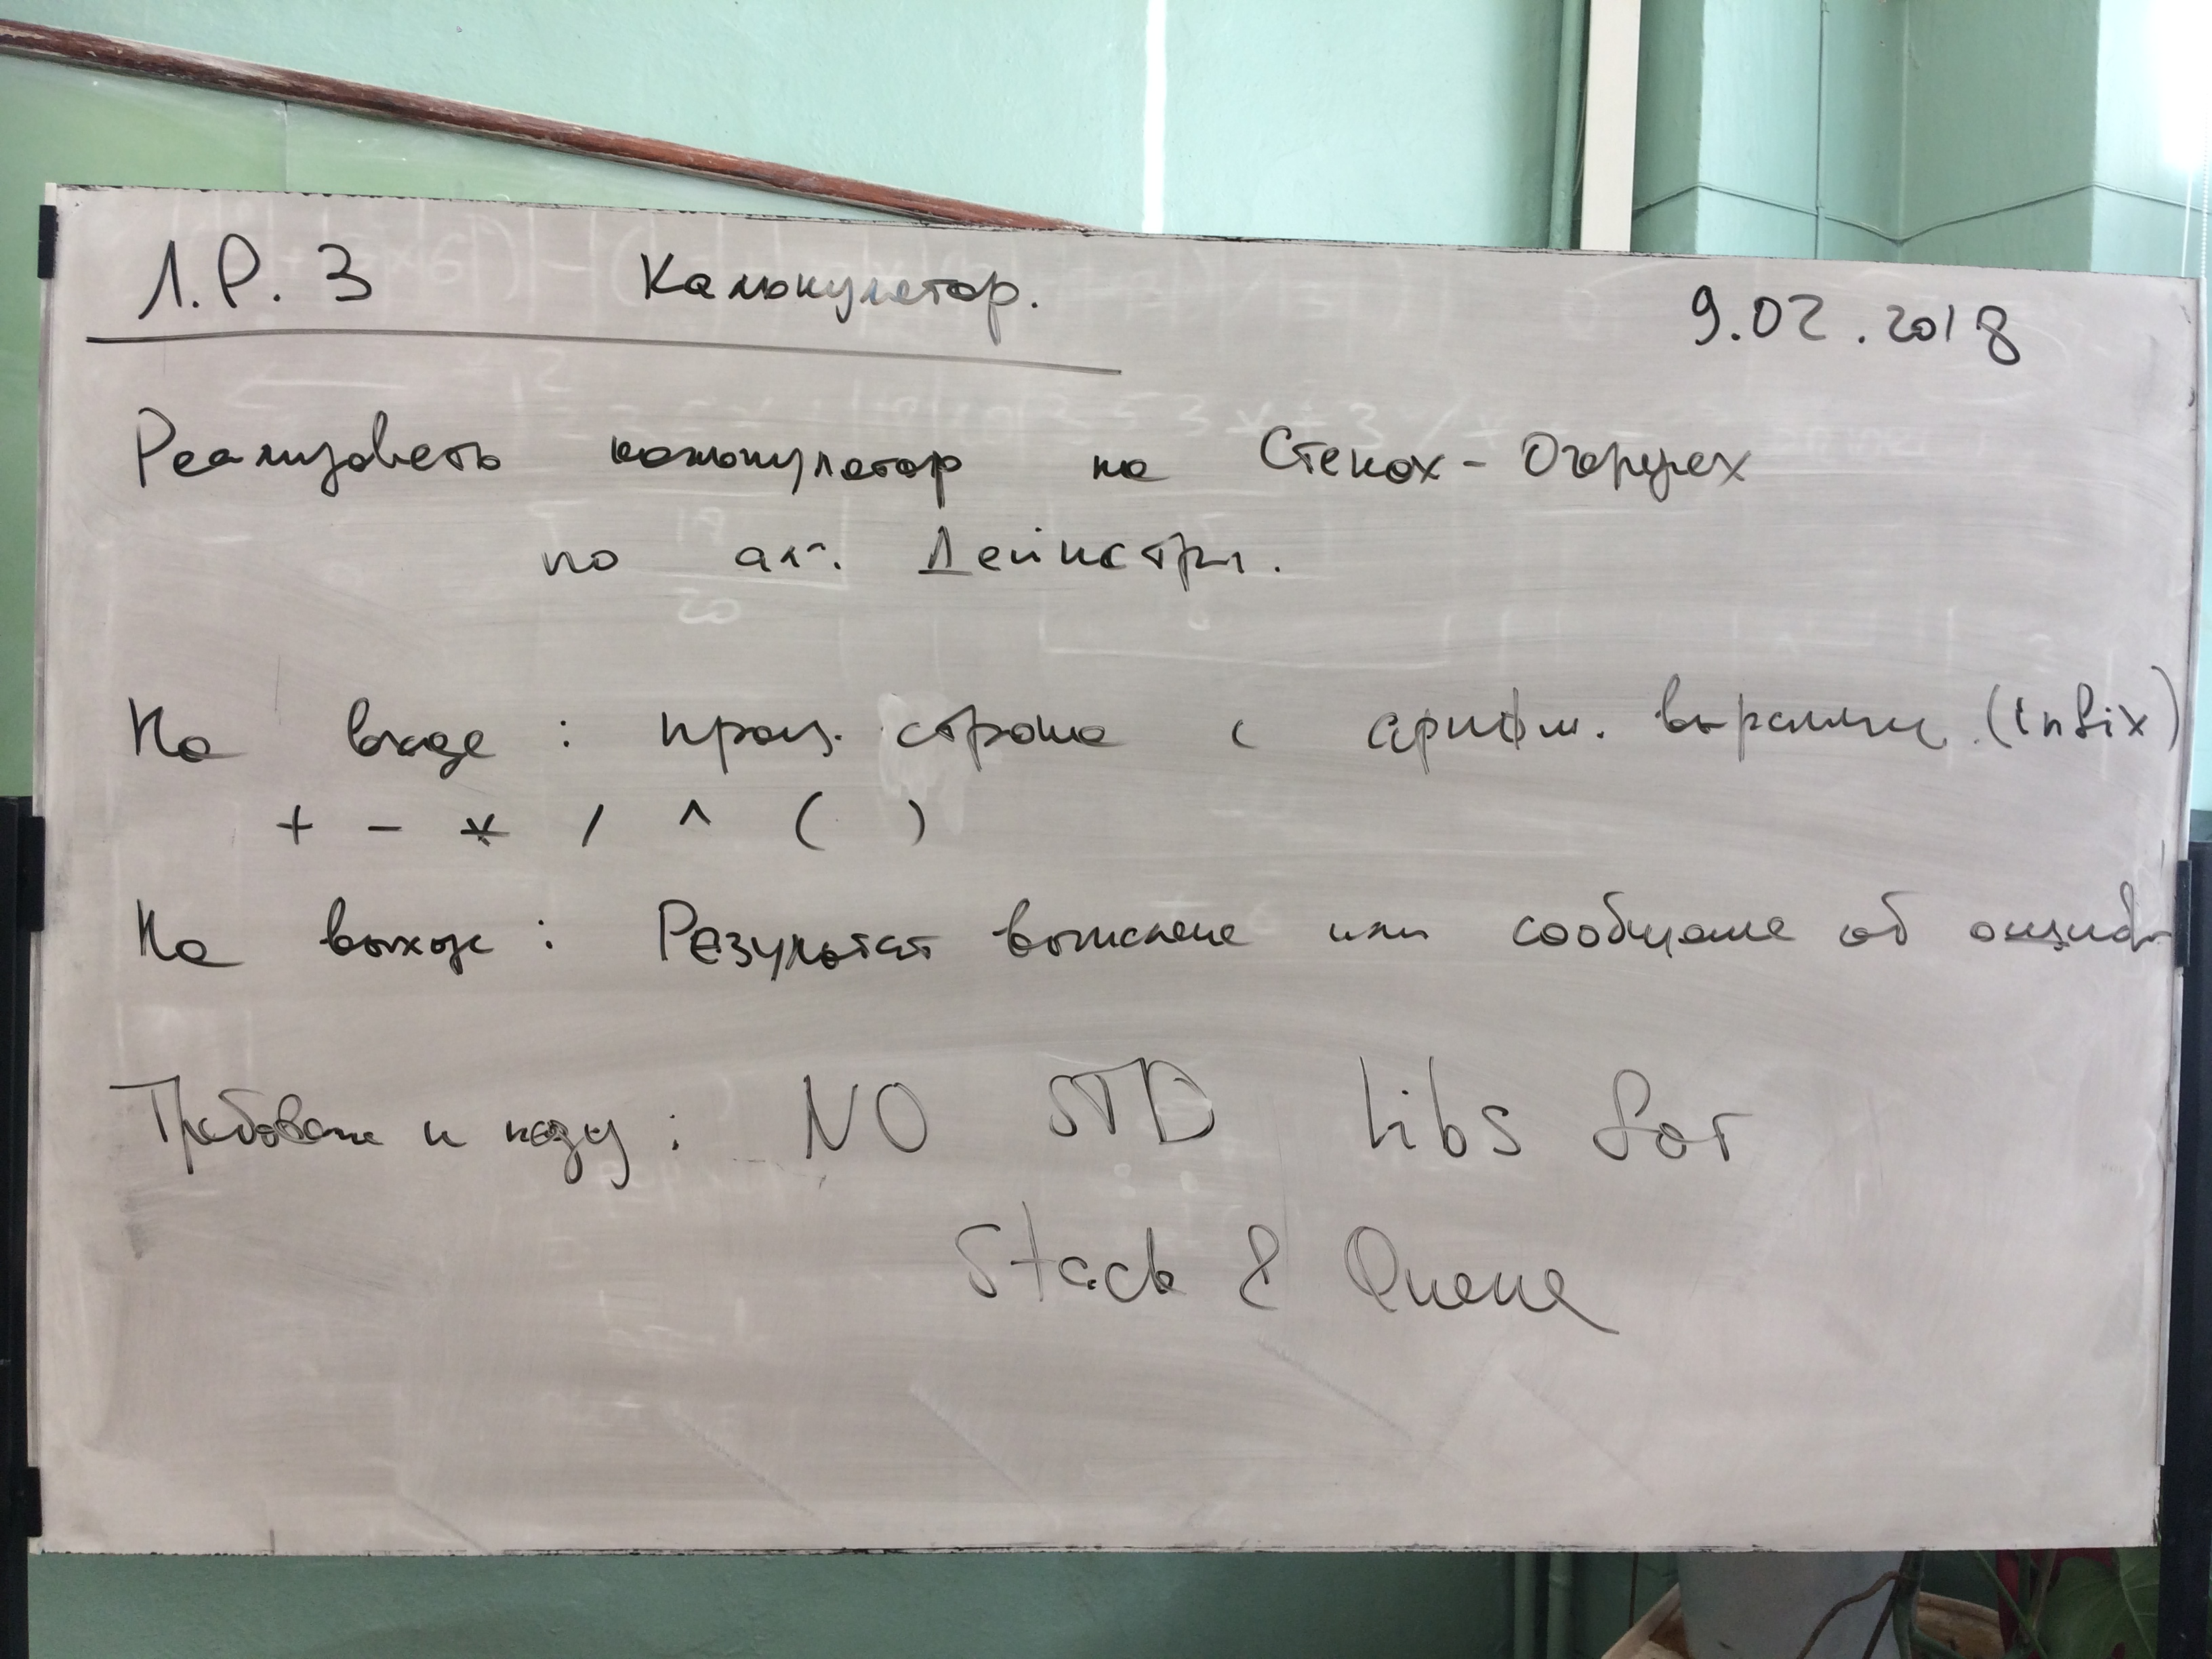 Л.Р. 3 Калькулятор. 9.02.2018
Реализовать калькулятор на Стеках-Очередях
по алг. Дейкстры.
На входе : произ. строка с арифм. выражением (infix)
+ - * / ^ ( )
На выходе : Результат вычисления или сообщение об ошибке
Требования к коду : NO STD Libs for
Stack & Queue